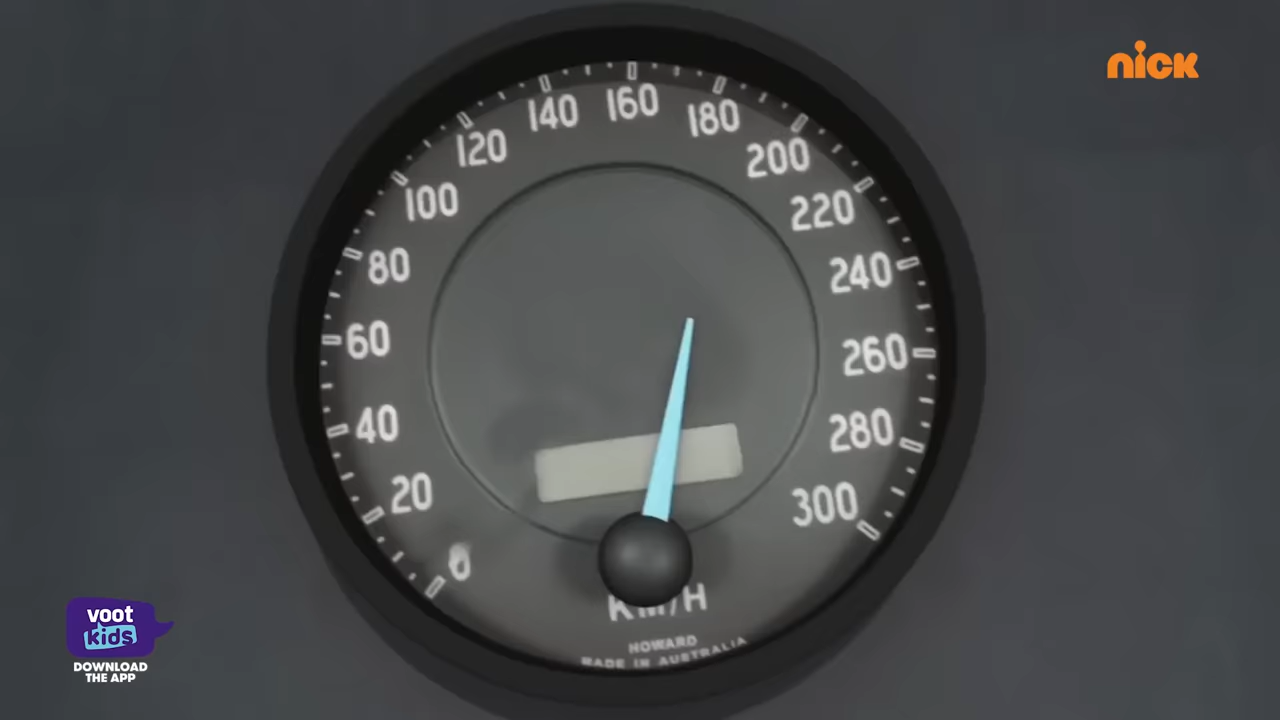 nick
140 160 180
120 200
100 220
80 240
60 260
40 280
20 300
0
KM/H
HOWARD
MADE IN AUSTRALIA
voot
kids
DOWNLOAD
THE APP